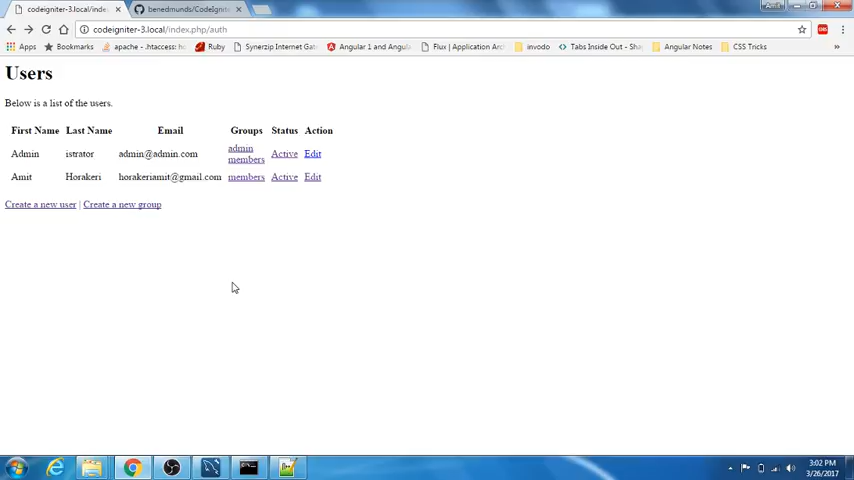 codeigniter-3.local/inde
benedmunds/CodeIgnit
Amit
codeigniter-3.local/index.php/auth
Apps
Bookmarks
apache - .htaccess: ho
Ruby
Synerzip Internet Gat
Angular 1 and Angula
Flux | Application Arc
invodo
Tabs Inside Out - Sha
Angular Notes
CSS Tricks
»
Users
Below is a list of the users.
First Name Last Name Email Groups Status Action
Admin istrator admin@admin.com admin members Active Edit
Amit Horakeri horakeriamit@gmail.com members Active Edit
Create a new user | Create a new group
3:02 PM
3/26/2017